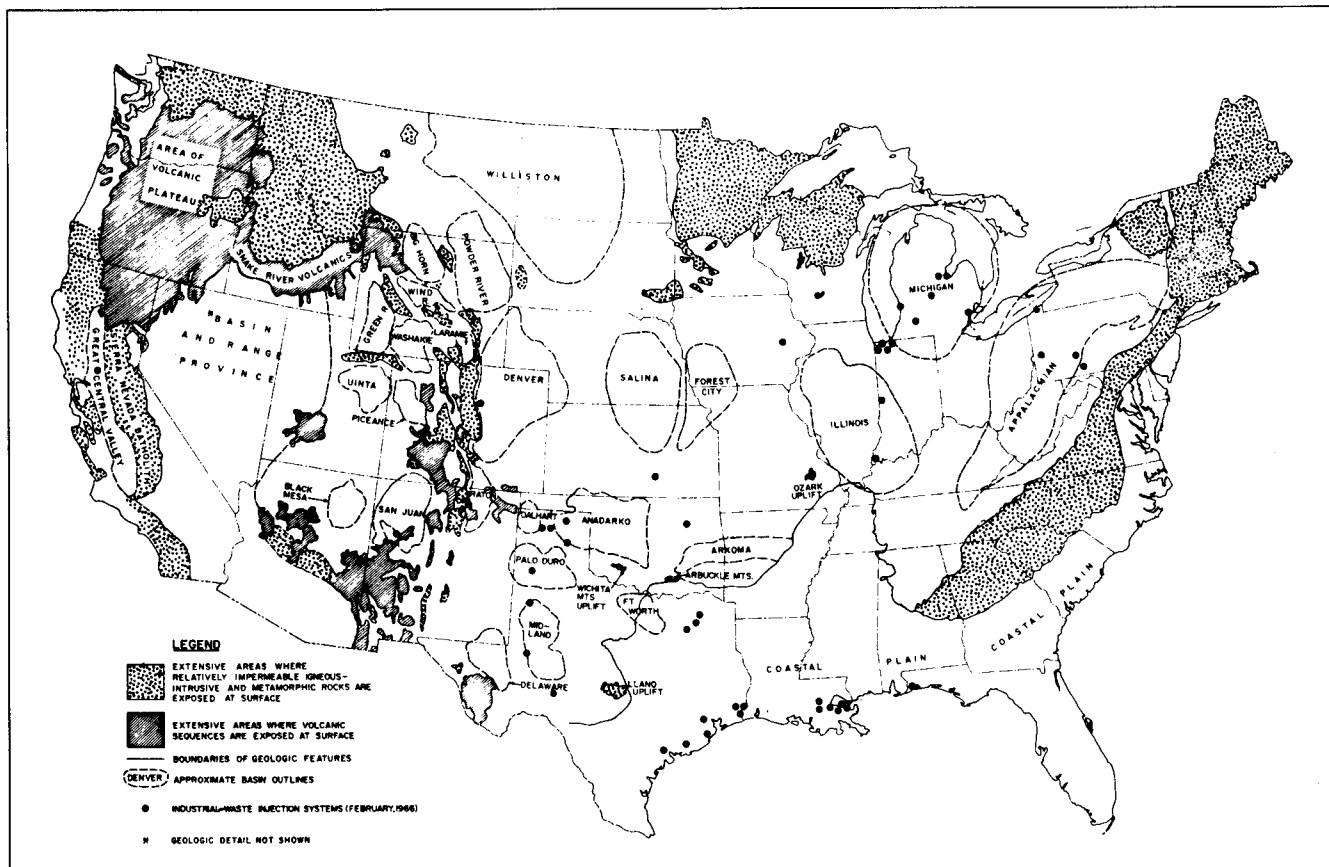 AREA OF
VOLCANIC
PLATEAU
WILLISTON
SNAKE RIVER VOLCANICS
BIG HORN
POWDER RIVER
WIND R.
GREEN R.
WASHAKIE
LARAMIE
*BASIN
AND RANGE
PROVINCE
GREAT CENTRAL VALLEY
SIERRA NEVADA BATHOLITH
UINTA
PICEANCE
DENVER
SALINA
FOREST
CITY
MICHIGAN
ILLINOIS
APPALACHIAN
OZARK
UPLIFT
BLACK
MESA
SAN JUAN
RATON
DALHART
ANADARKO
PALO DURO
ARKOMA
ARBUCKLE MTS.
WICHITA
MTS
UPLIFT
FT
WORTH
MID-
LAND
DELAWARE
LLANO
UPLIFT
COASTAL PLAIN
COASTAL PLAIN
LEGEND
EXTENSIVE AREAS WHERE
RELATIVELY IMPERMEABLE IGNEOUS-
INTRUSIVE AND METAMORPHIC ROCKS ARE
EXPOSED AT SURFACE
EXTENSIVE AREAS WHERE VOLCANIC
SEQUENCES ARE EXPOSED AT SURFACE
BOUNDARIES OF GEOLOGIC FEATURES
DENVER APPROXIMATE BASIN OUTLINES
INDUSTRIAL-WASTE INJECTION SYSTEMS (FEBRUARY, 1966)
* GEOLOGIC DETAIL NOT SHOWN